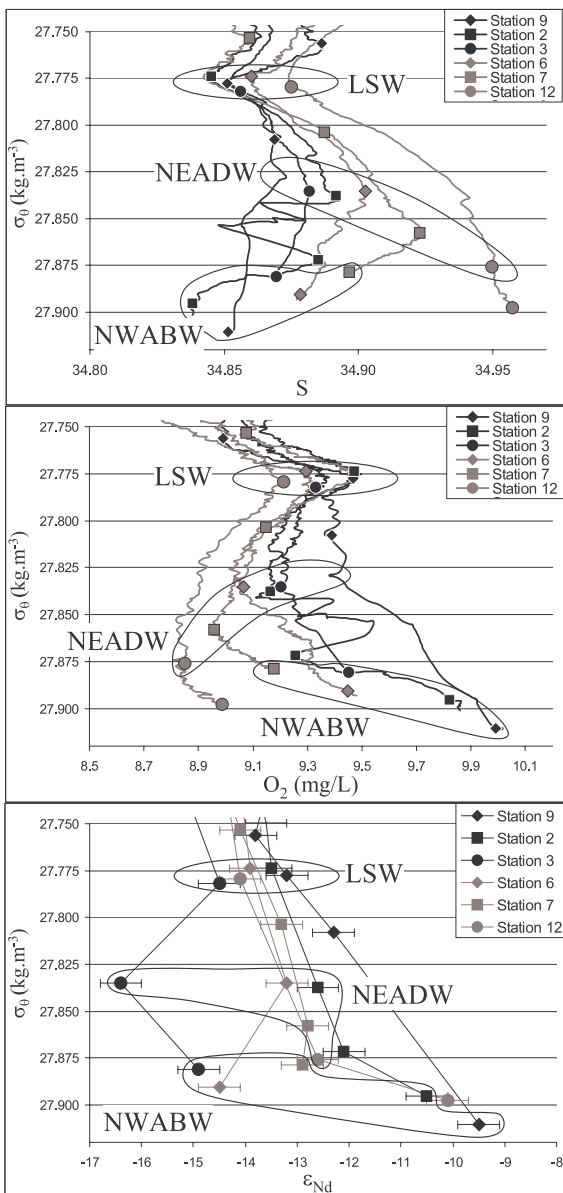 27.750
27.775
27.800
27.825
27.850
27.875
27.900
σθ (kg.m-3)
Station 9
Station 2
Station 3
Station 6
Station 7
Station 12
LSW
NEADW
NWABW
34.80
34.85
34.90
34.95
S
27.750
27.775
27.800
27.825
27.850
27.875
27.900
σθ (kg.m-3)
Station 9
Station 2
Station 3
Station 6
Station 7
Station 12
LSW
NEADW
NWABW
8.5
8.7
8.9
9.1
9.3
9.5
9.7
9.9
10.1
O2 (mg/L)
27.750
27.775
27.800
27.825
27.850
27.875
27.900
σθ (kg.m-3)
Station 9
Station 2
Station 3
Station 6
Station 7
Station 12
LSW
NEADW
NWABW
-17
-16
-15
-14
-13
-12
-11
-10
-9
-8
εNd